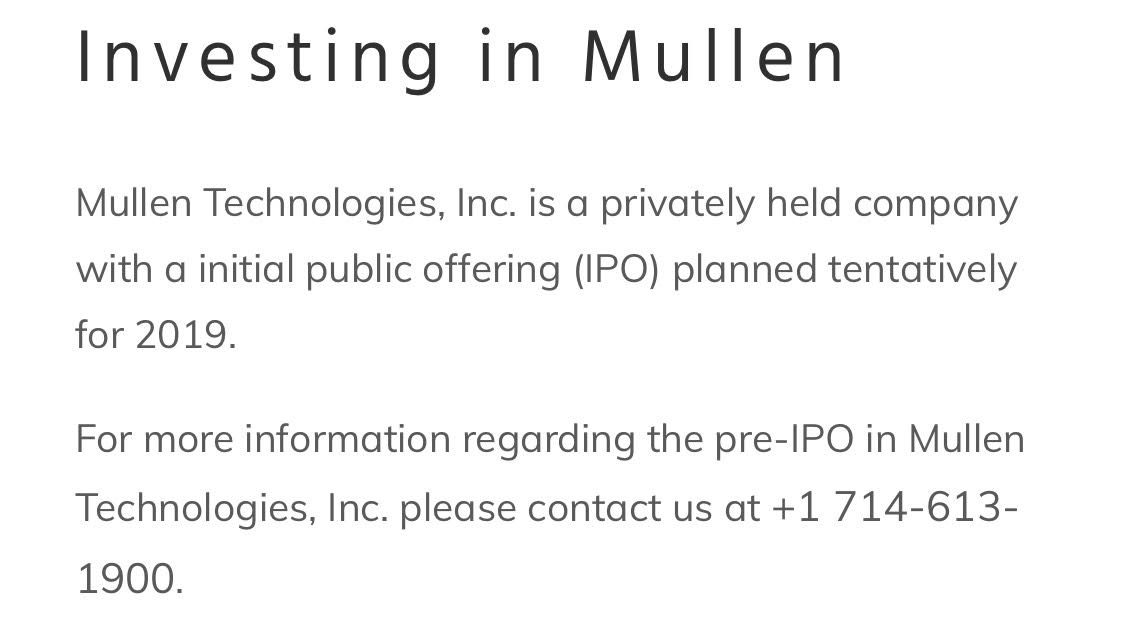 Investing in Mullen
Mullen Technologies, Inc. is a privately held company
with a initial public offering (IPO) planned tentatively
for 2019.
For more information regarding the pre-IPO in Mullen
Technologies, Inc. please contact us at +1 714-613-
1900.